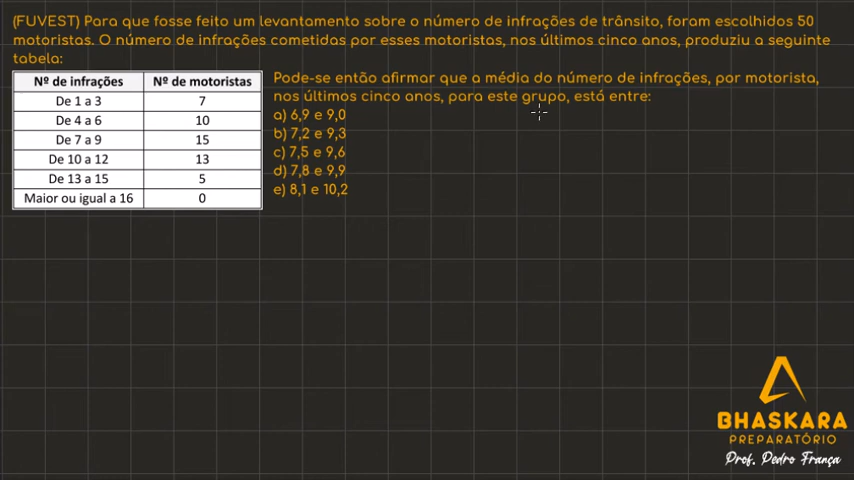 (FUVEST) Para que fosse feito um levantamento sobre o número de infrações de trânsito, foram escolhidos 50
motoristas. O número de infrações cometidas por esses motoristas, nos últimos cinco anos, produziu a seguinte
tabela:
Nº de infrações Nº de motoristas
De 1 a 3 7
De 4 a 6 10
De 7 a 9 15
De 10 a 12 13
De 13 a 15 5
Maior ou igual a 16 0
Pode-se então afirmar que a média do número de infrações, por motorista,
nos últimos cinco anos, para este grupo, está entre:
a) 6,9 e 9,0
b) 7,2 e 9,3
c) 7,5 e 9,6
d) 7,8 e 9,9
e) 8,1 e 10,2
BHASKARA
PREPARATÓRIO
Prof. Pedro França